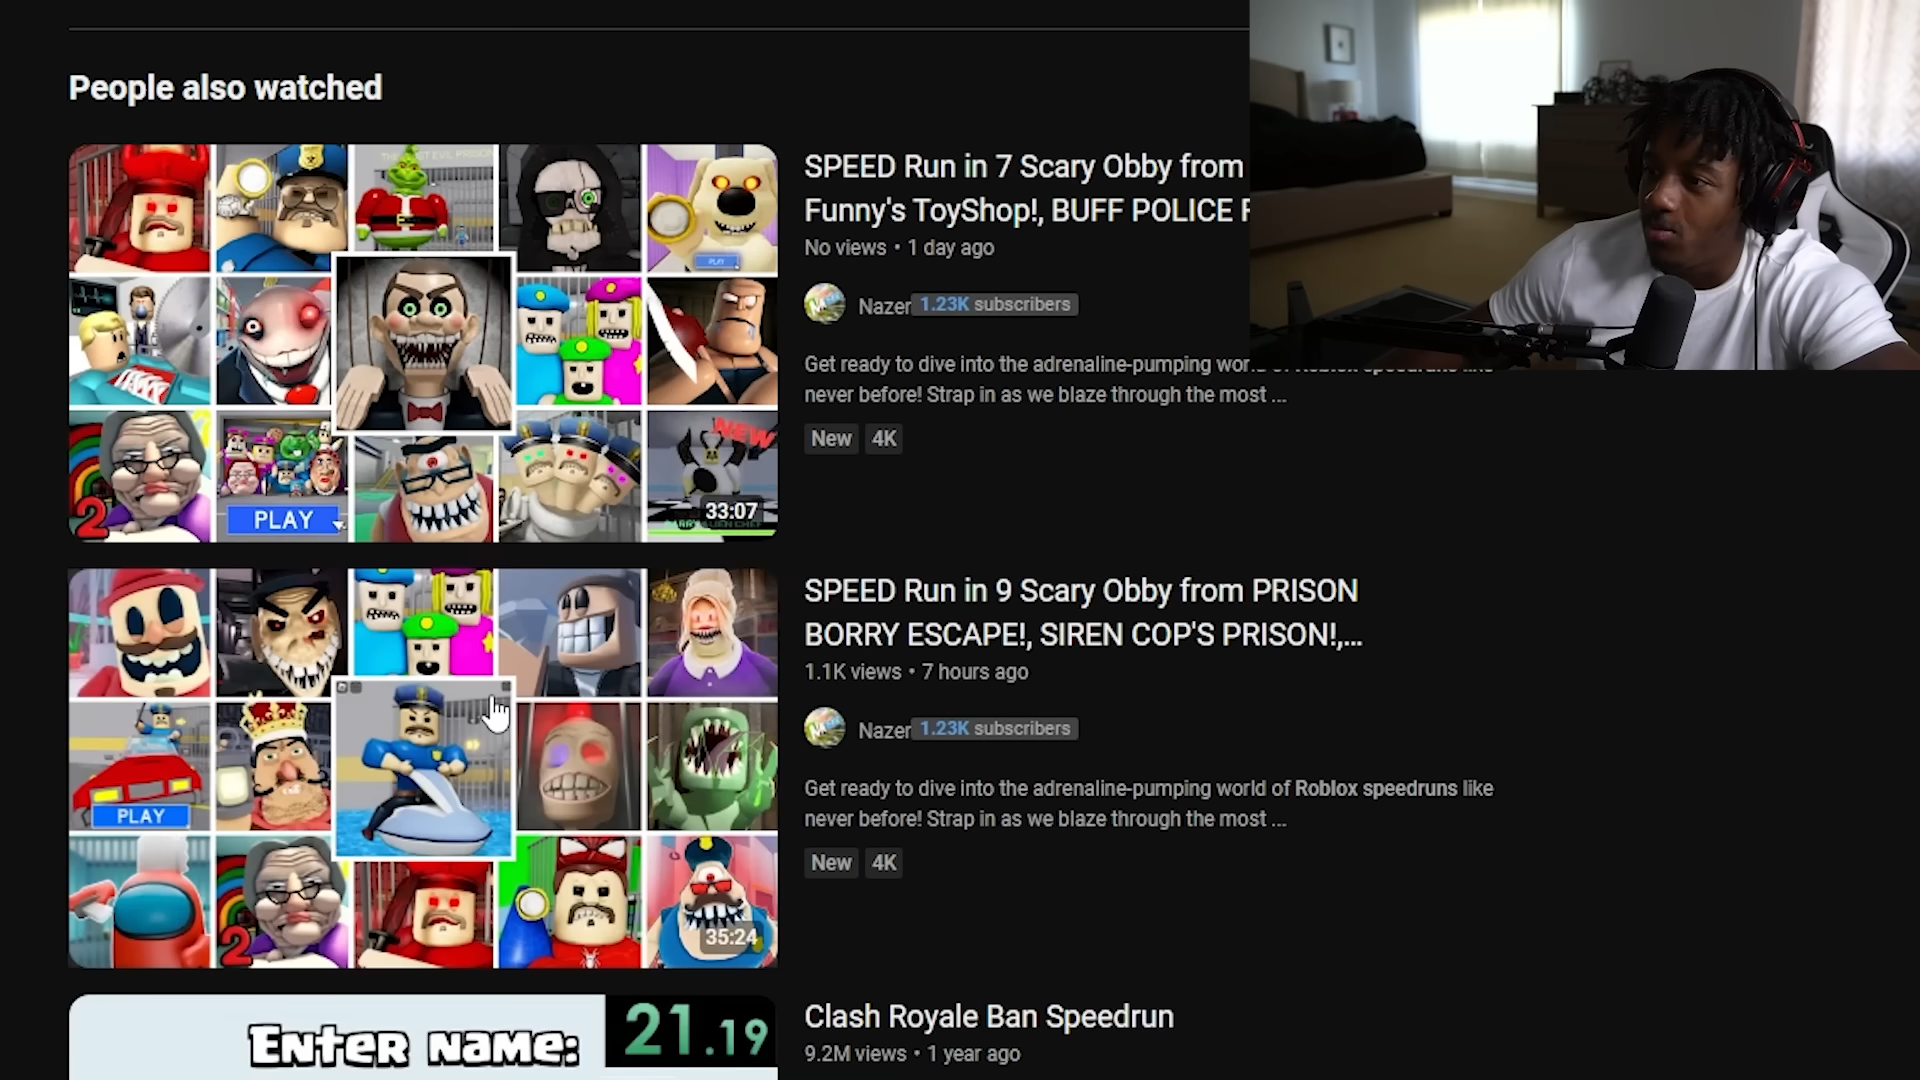 People also watched
SPEED Run in 7 Scary Obby from
Funny's ToyShop!, BUFF POLICE
No views • 1 day ago
Nazer 1.23K subscribers
Get ready to dive into the adrenaline-pumping
never before! Strap in as we blaze through the most ...
New 4K
NEW
PLAY
2
PLAY
33:07
SPEED Run in 9 Scary Obby from PRISON
BORRY ESCAPE!, SIREN COP'S PRISON!,...
1.1K views • 7 hours ago
Nazer 1.23K subscribers
Get ready to dive into the adrenaline-pumping world of Roblox speedruns like
never before! Strap in as we blaze through the most ...
New 4K
PLAY
2
35:24
Enter name:
21.19
Clash Royale Ban Speedrun
9.2M views • 1 year ago